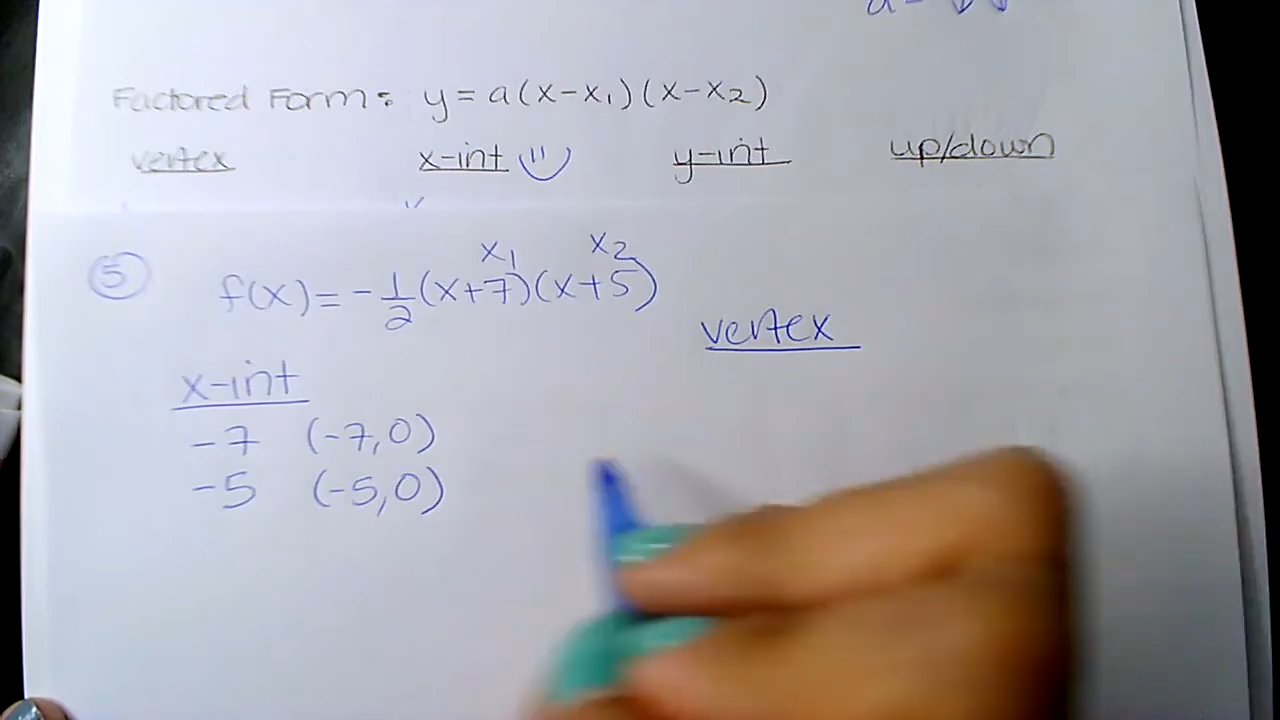 Factored Form: y = a(x-x₁)(x-x₂)
vertex x-int y-int up/down
x₁ x₂
⑤ f(x) = -1/2(x+7)(x+5)
vertex
x-int
-7 (-7,0)
-5 (-5,0)